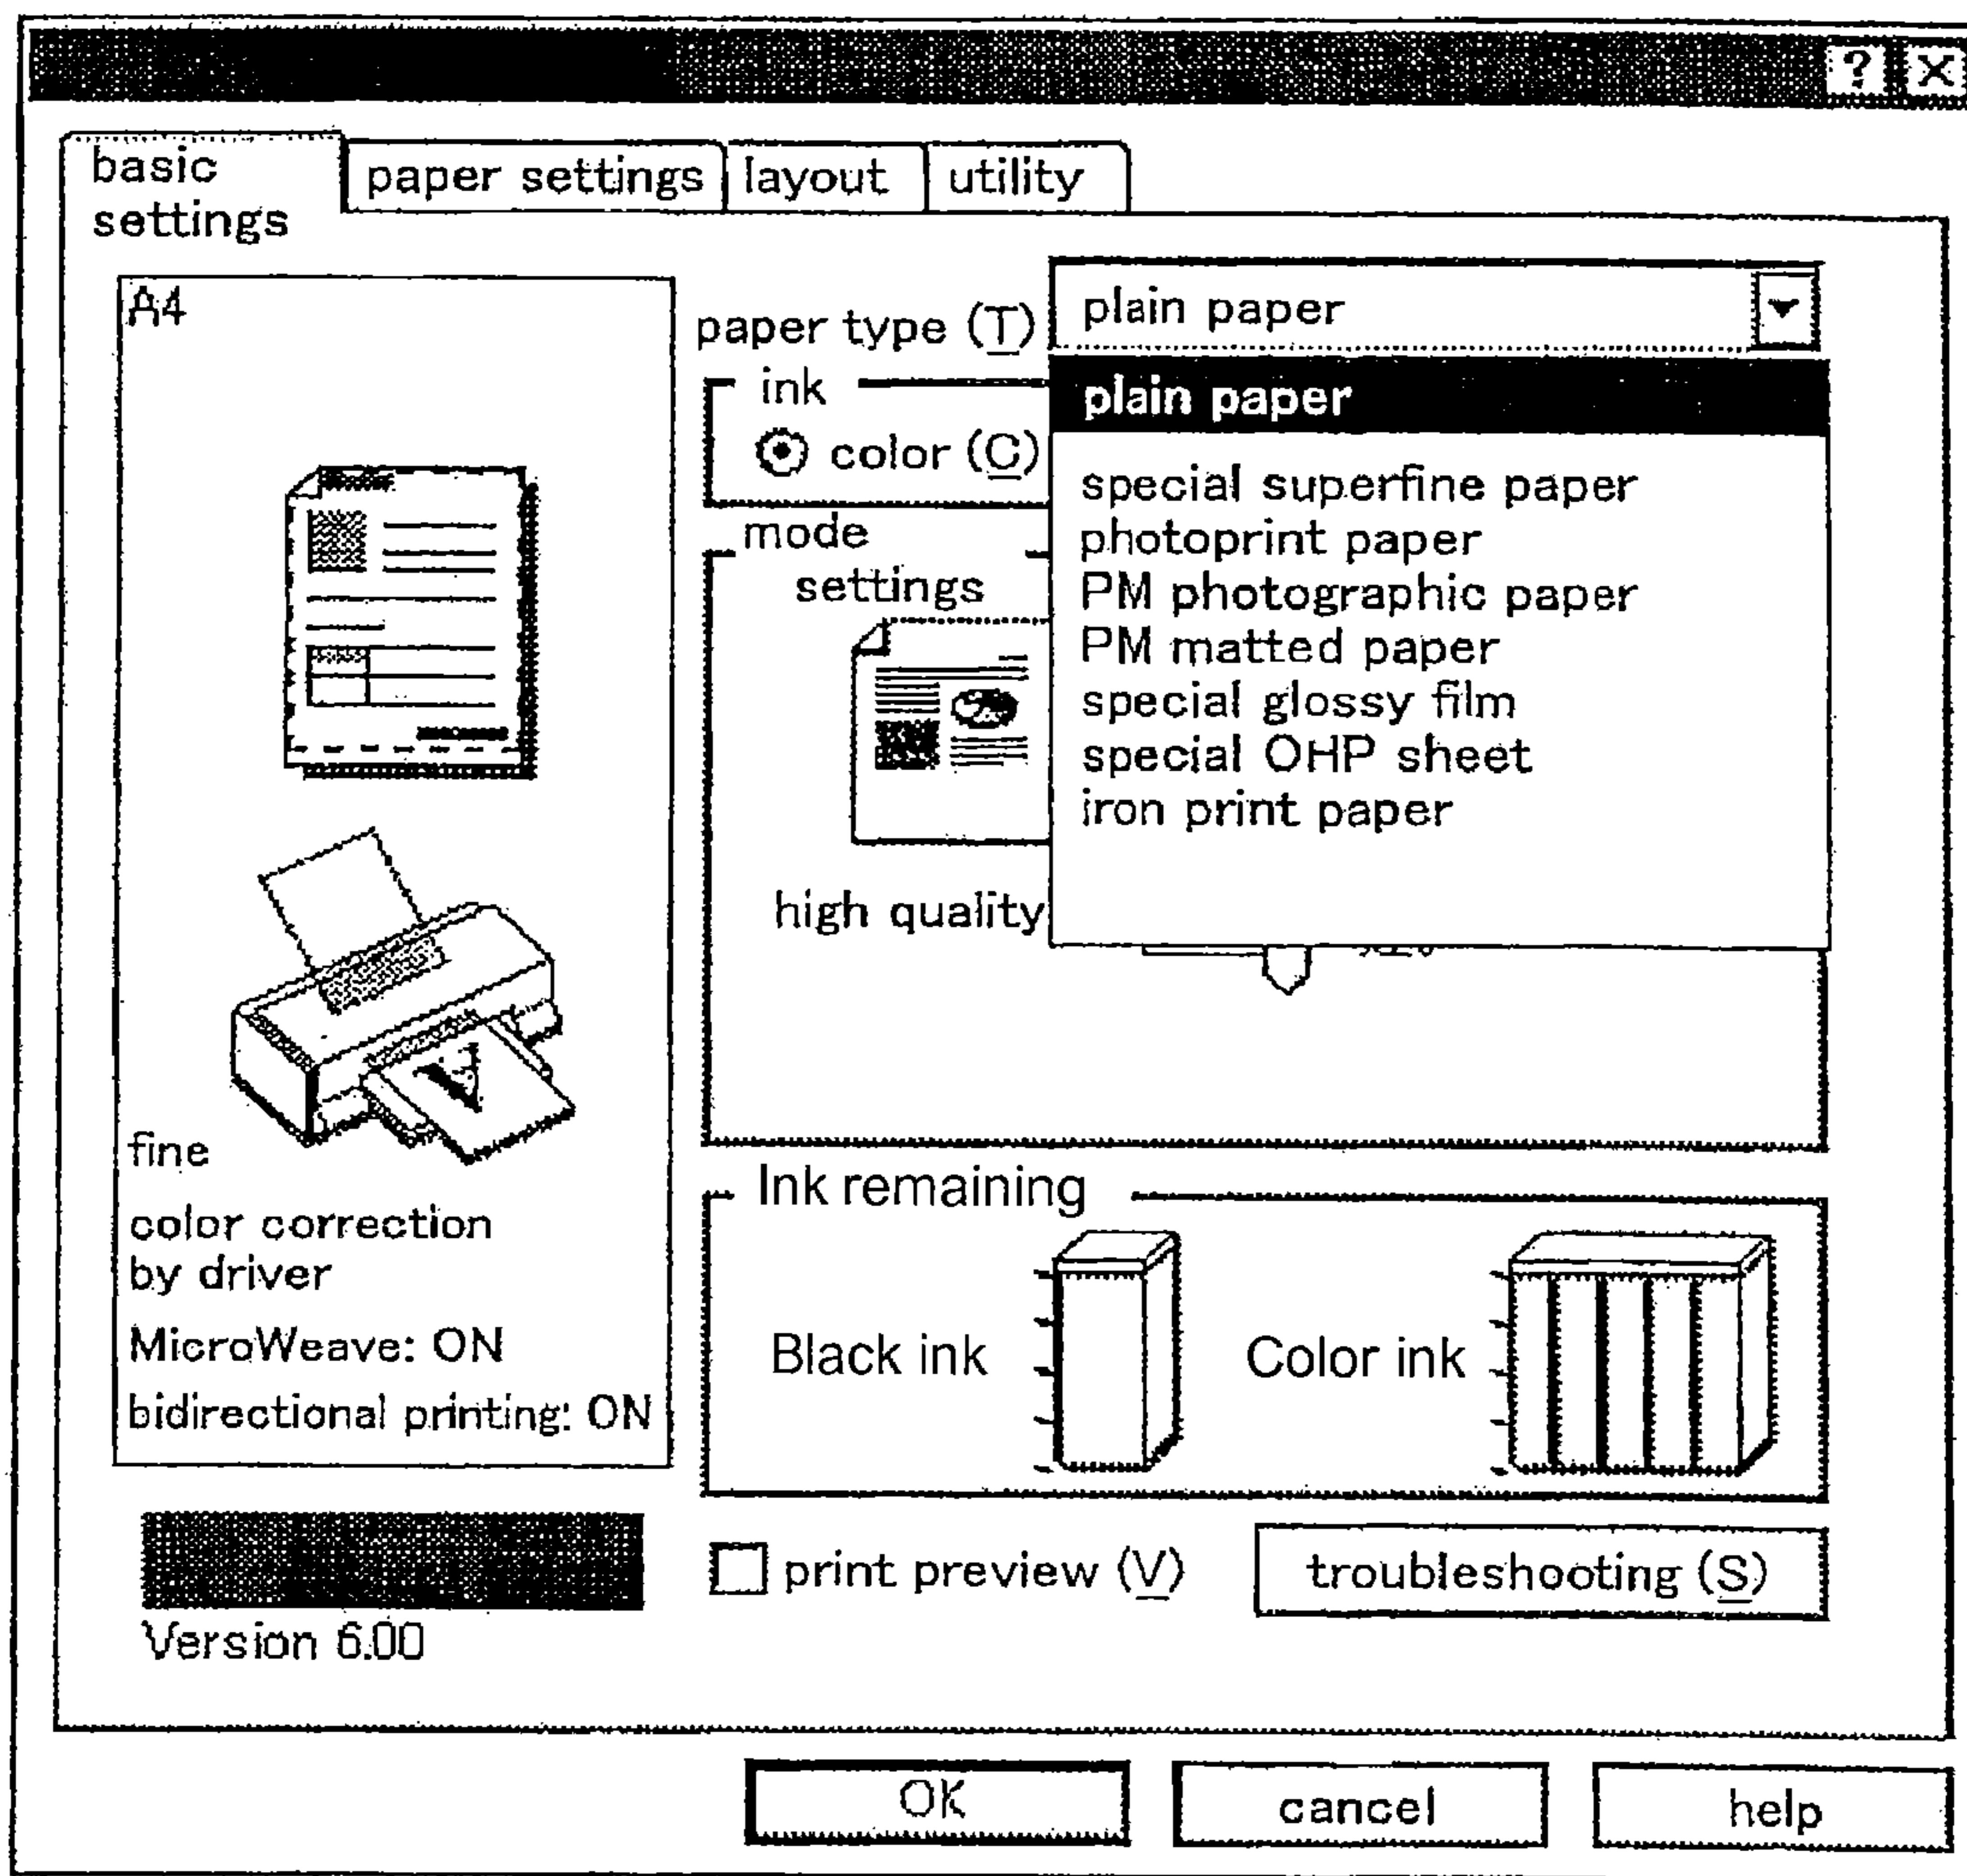 ? X
basic
settings
paper settings
layout
utility
A4
fine
color correction
by driver
MicroWeave: ON
bidirectional printing: ON
Version 6.00
paper type (T)
plain paper
plain paper
special superfine paper
photoprint paper
PM photographic paper
PM matted paper
special glossy film
special OHP sheet
iron print paper
ink
color (C)
mode
settings
high quality
Ink remaining
Black ink
Color ink
print preview (V)
troubleshooting (S)
OK
cancel
help